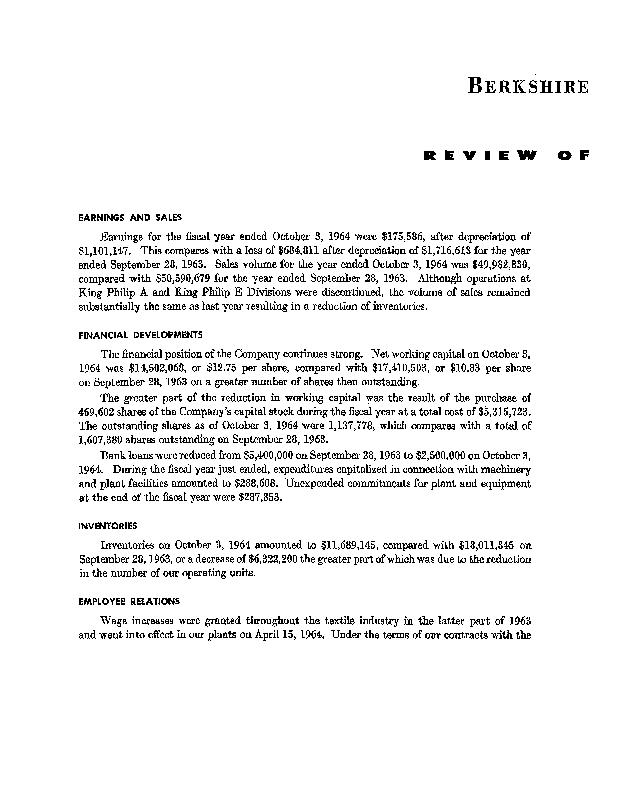 BERKSHIRE
REVIEW OF
EARNINGS AND SALES
Earnings for the fiscal year ended October 3, 1964 were $175,586, after depreciation of
$1,101,147. This compares with a loss of $684,811 after depreciation of $1,716,613 for the year
ended September 28, 1963. Sales volume for the year ended October 3, 1964 was $49,982,830,
compared with $50,590,679 for the year ended September 28, 1963. Although operations at
King Philip A and King Philip E Divisions were discontinued, the volume of sales remained
substantially the same as last year resulting in a reduction of inventories.
FINANCIAL DEVELOPMENTS
The financial position of the Company continues strong. Net working capital on October 3,
1964 was $14,502,068, or $12.75 per share, compared with $17,410,503, or $10.83 per share
on September 28, 1963 on a greater number of shares then outstanding.
The greater part of the reduction in working capital was the result of the purchase of
469,602 shares of the Company's capital stock during the fiscal year at a total cost of $5,315,723.
The outstanding shares as of October 3, 1964 were 1,137,778, which compares with a total of
1,607,380 shares outstanding on September 28, 1963.
Bank loans were reduced from $5,400,000 on September 28, 1963 to $2,500,000 on October 3,
1964. During the fiscal year just ended, expenditures capitalized in connection with machinery
and plant facilities amounted to $288,608. Unexpended commitments for plant and equipment
at the end of the fiscal year were $287,353.
INVENTORIES
Inventories on October 3, 1964 amounted to $11,689,145, compared with $18,011,345 on
September 28, 1963, or a decrease of $6,322,200 the greater part of which was due to the reduction
in the number of our operating units.
EMPLOYEE RELATIONS
Wage increases were granted throughout the textile industry in the latter part of 1963
and went into effect in our plants on April 15, 1964. Under the terms of our contracts with the